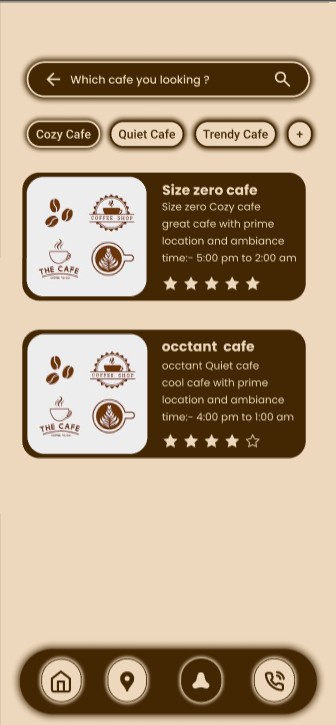 Which cafe you looking ?
Cozy Cafe
Quiet Cafe
Trendy Cafe
+
Size zero cafe
Size zero Cozy cafe
great cafe with prime
location and ambiance
time:- 5:00 pm to 2:00 am
COFFEE SHOP
THE CAFE
occtant cafe
occtant Quiet cafe
cool cafe with prime
location and ambiance
time:- 4:00 pm to 1:00 am
COFFEE SHOP
THE CAFE